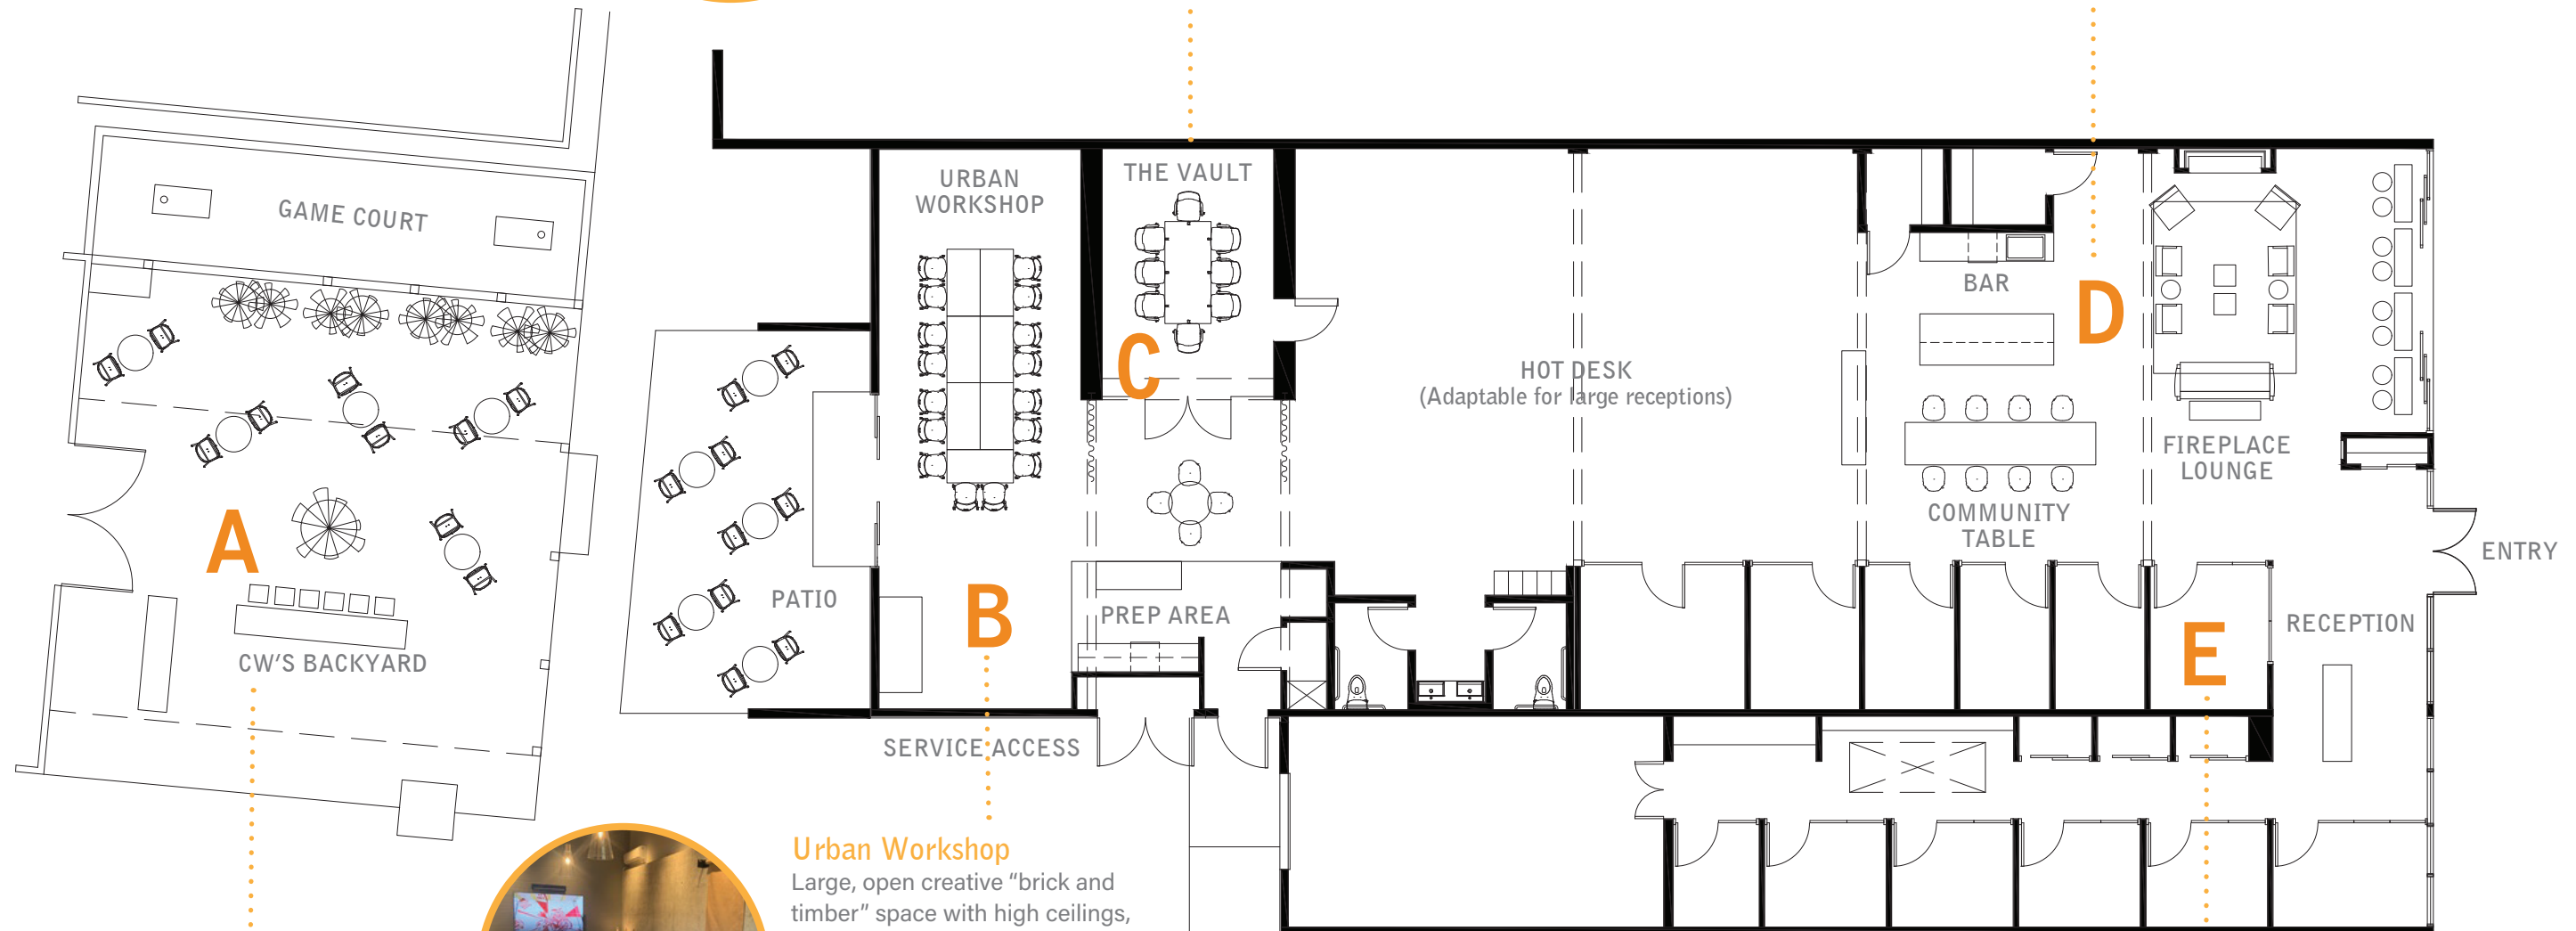 GAME COURT
A
CW'S BACKYARD
PATIO
URBAN
WORKSHOP
B
SERVICE ACCESS
THE VAULT
C
PREP AREA
HOT DESK
(Adaptable for large receptions)
BAR
D
COMMUNITY
TABLE
FIREPLACE
LOUNGE
ENTRY
E
RECEPTION
Urban Workshop
Large, open creative “brick and
timber” space with high ceilings,